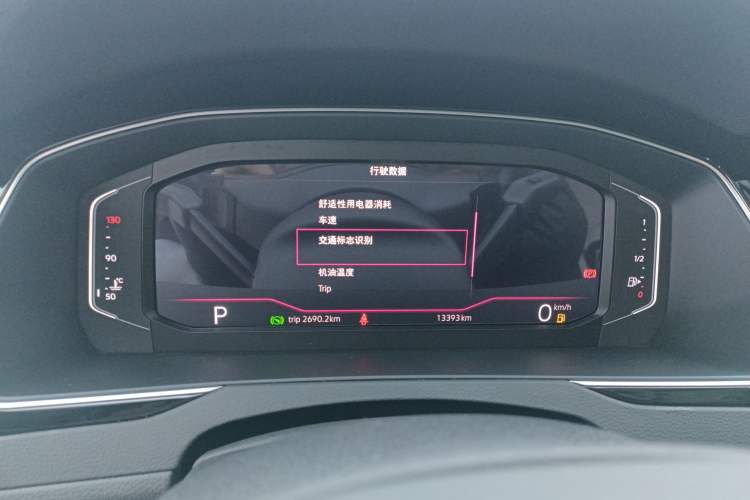 行驶数据
舒适性用电器消耗
车速
交通标志识别
机油温度
Trip
130
90
50
°C
1
1/2
0
P
trip 2690.2km
13393km
0 km/h